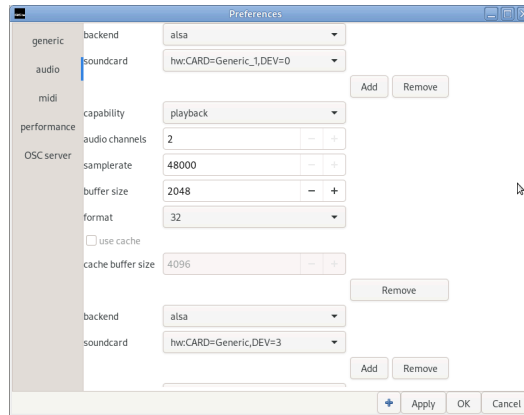 Preferences
generic
audio
midi
performance
OSC server
backend alsa
soundcard hw:CARD=Generic_1,DEV=0
Add Remove
capability playback
audio channels 2
samplerate 48000
buffer size 2048
format 32
use cache
cache buffer size 4096
Remove
backend alsa
soundcard hw:CARD=Generic,DEV=3
Add Remove
Apply OK Cancel